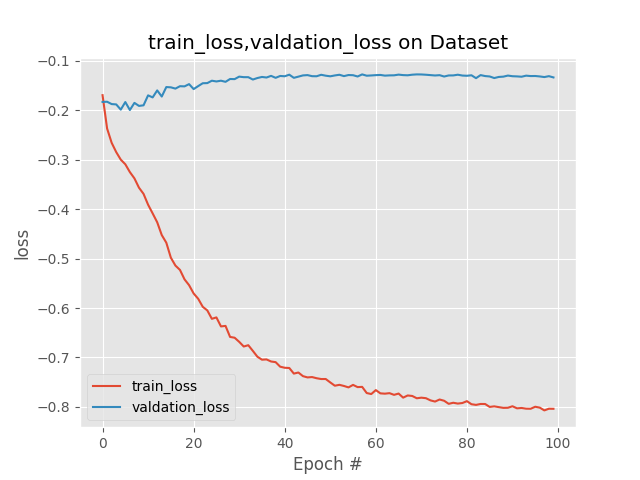 train_loss,valdation_loss on Dataset
−0.1
−0.2
−0.3
−0.4
−0.5
−0.6
−0.7
−0.8
loss
train_loss
valdation_loss
0
20
40
60
80
100
Epoch #